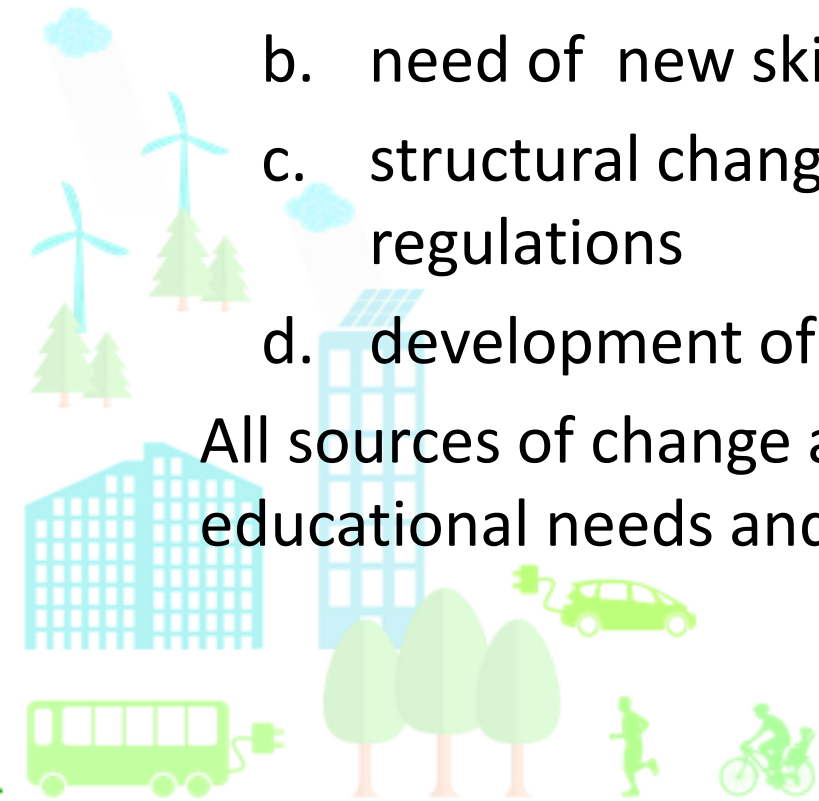 b. need of new ski
c. structural chang
regulations
d. development of
All sources of change a
educational needs and